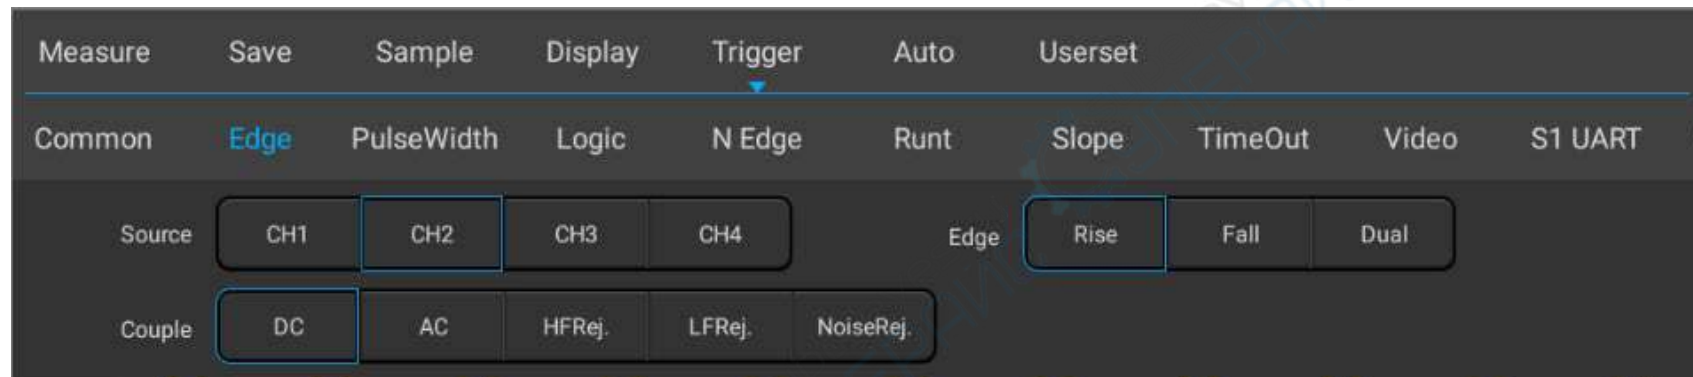 Measure Save Sample Display Trigger Auto Userset
Common Edge PulseWidth Logic N Edge Runt Slope TimeOut Video S1 UART
Source CH1 CH2 CH3 CH4 Edge Rise Fall Dual
Couple DC AC HFRej. LFRej. NoiseRej.